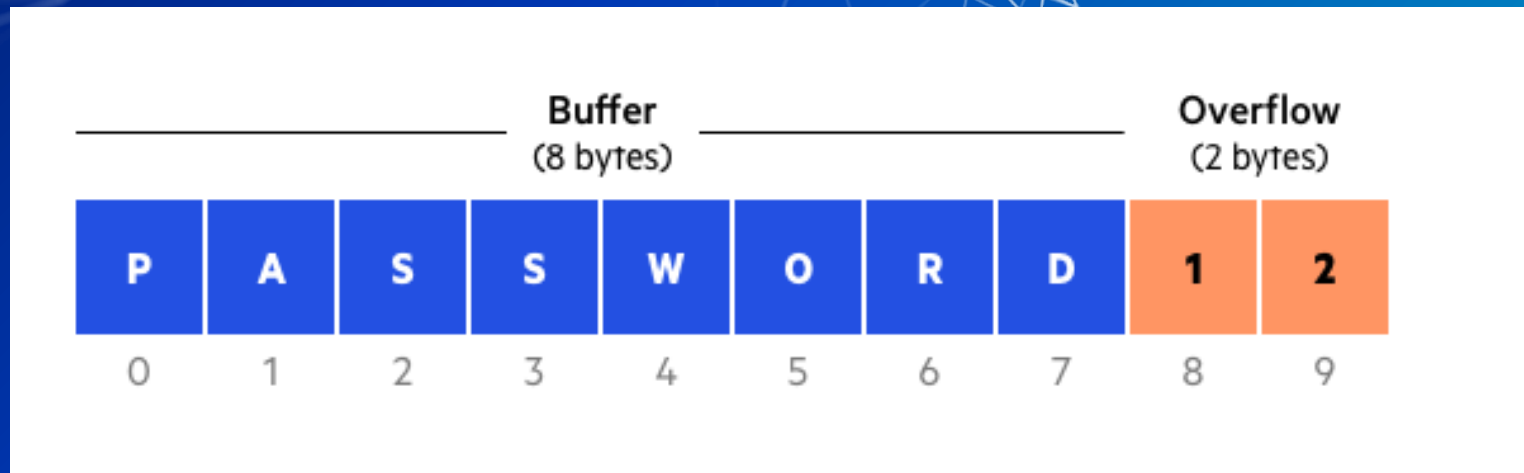 Buffer Overflow
(8 bytes) (2 bytes)
P A S S W O R D 1 2
0 1 2 3 4 5 6 7 8 9